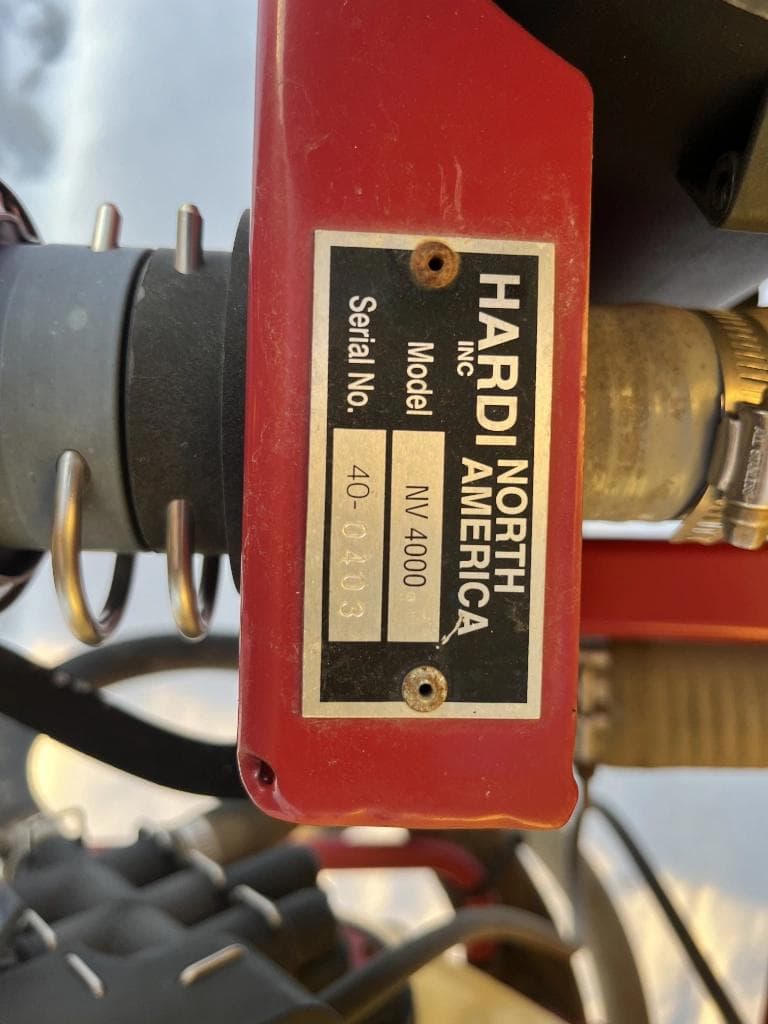 HARDI NORTH AMERICA INC
Model NV 4000
Serial No. 40-0403